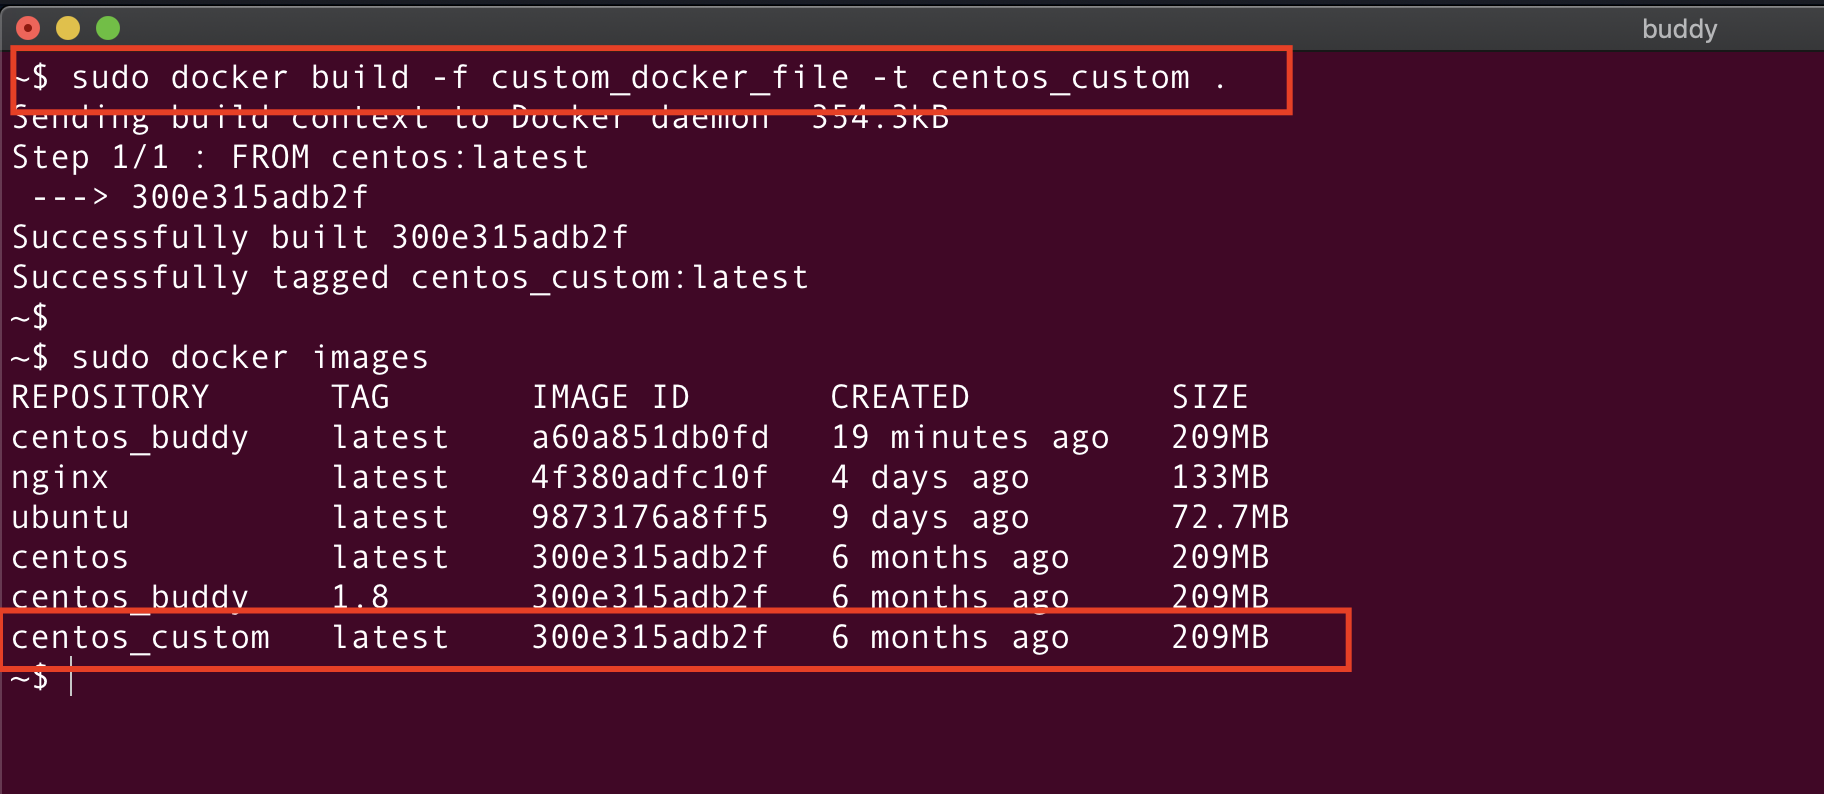 buddy
~$ sudo docker build -f custom_docker_file -t centos_custom .
Sending build context to Docker daemon  354.3kB
Step 1/1 : FROM centos:latest
 ---> 300e315adb2f
Successfully built 300e315adb2f
Successfully tagged centos_custom:latest
~$
~$ sudo docker images
REPOSITORY      TAG       IMAGE ID       CREATED          SIZE
centos_buddy    latest    a60a851db0fd   19 minutes ago   209MB
nginx           latest    4f380adfc10f   4 days ago       133MB
ubuntu          latest    9873176a8ff5   9 days ago       72.7MB
centos          latest    300e315adb2f   6 months ago     209MB
centos_buddy    1.8       300e315adb2f   6 months ago     209MB
centos_custom   latest    300e315adb2f   6 months ago     209MB
~$